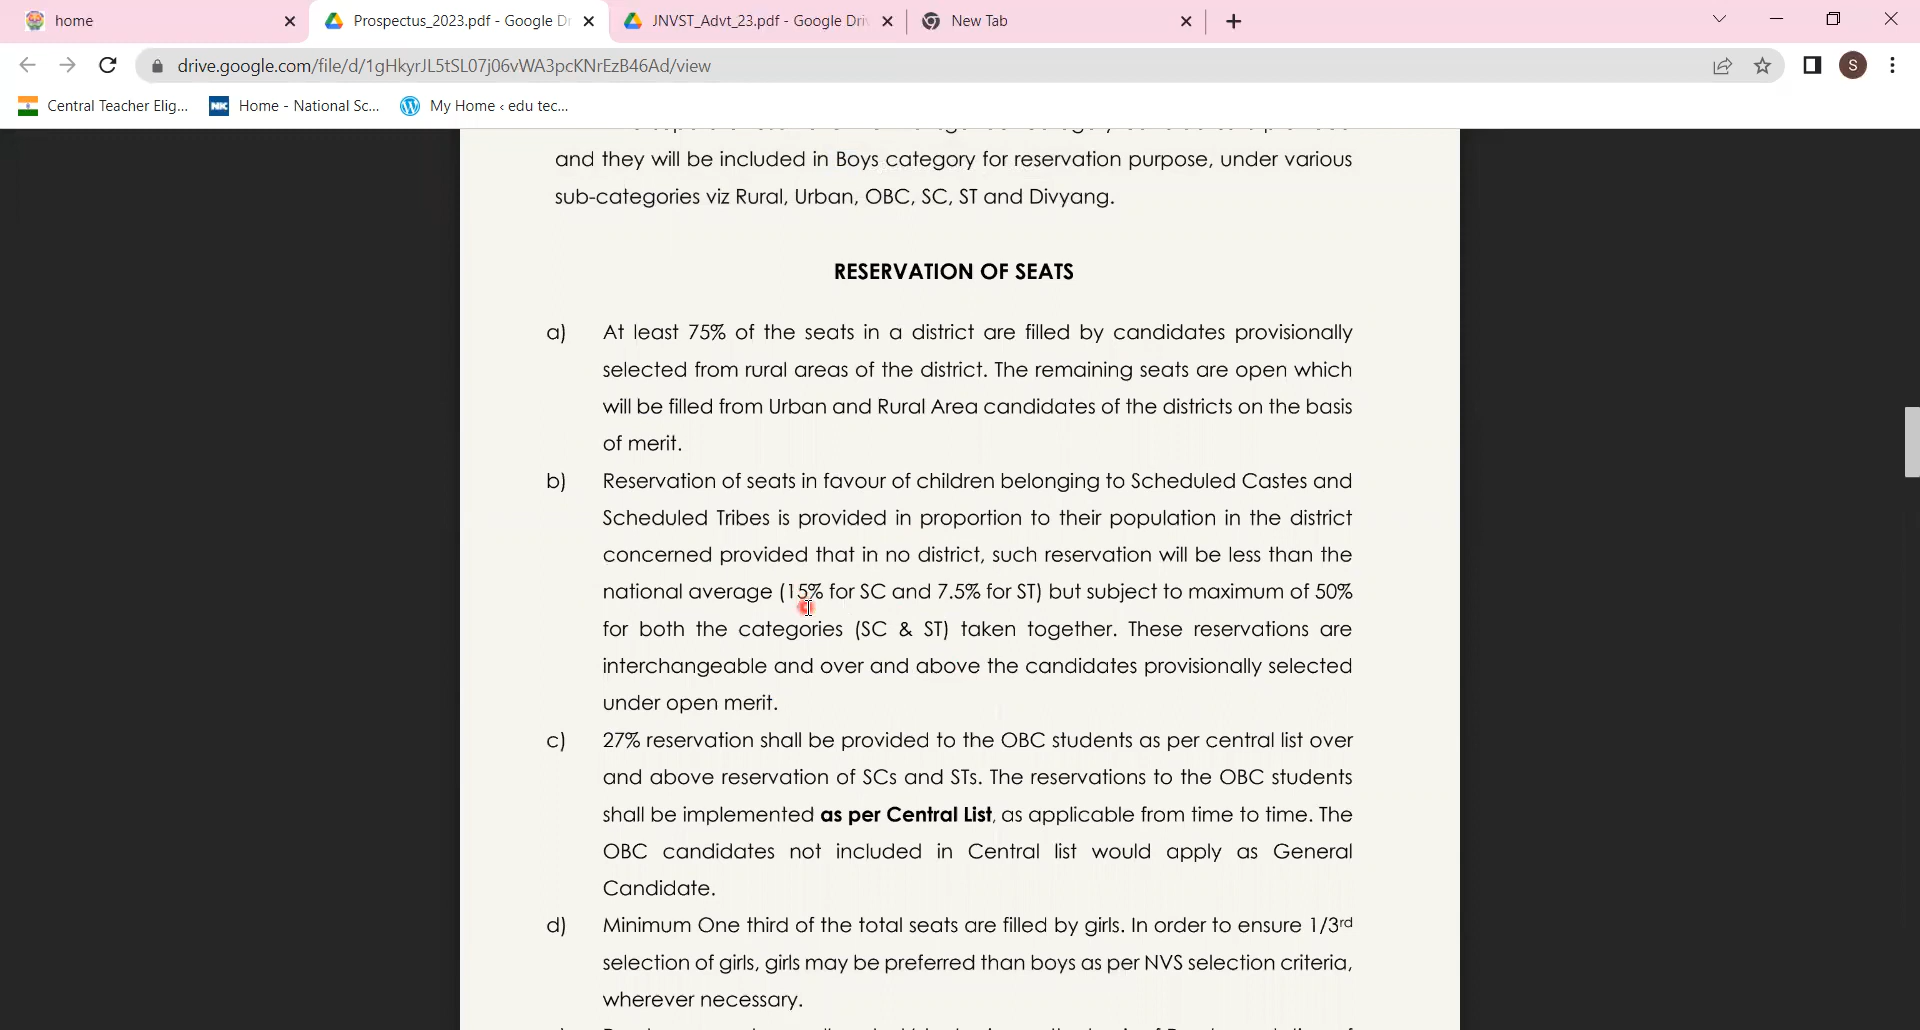 home
Prospectus_2023.pdf - Google Dr
JNVST_Advt_23.pdf - Google Driv
New Tab
drive.google.com/file/d/1gHkyrJL5tSL07j06vWA3pcKNrEzB46Ad/view
S
Central Teacher Elig...
NK
Home - National Sc...
My Home ‹ edu tec...
and they will be included in Boys category for reservation purpose, under various
sub-categories viz Rural, Urban, OBC, SC, ST and Divyang.
RESERVATION OF SEATS
a) At least 75% of the seats in a district are filled by candidates provisionally
selected from rural areas of the district. The remaining seats are open which
will be filled from Urban and Rural Area candidates of the districts on the basis
of merit.
b) Reservation of seats in favour of children belonging to Scheduled Castes and
Scheduled Tribes is provided in proportion to their population in the district
concerned provided that in no district, such reservation will be less than the
national average (15% for SC and 7.5% for ST) but subject to maximum of 50%
for both the categories (SC & ST) taken together. These reservations are
interchangeable and over and above the candidates provisionally selected
under open merit.
c) 27% reservation shall be provided to the OBC students as per central list over
and above reservation of SCs and STs. The reservations to the OBC students
shall be implemented as per Central List, as applicable from time to time. The
OBC candidates not included in Central list would apply as General
Candidate.
d) Minimum One third of the total seats are filled by girls. In order to ensure 1/3rd
selection of girls, girls may be preferred than boys as per NVS selection criteria,
wherever necessary.